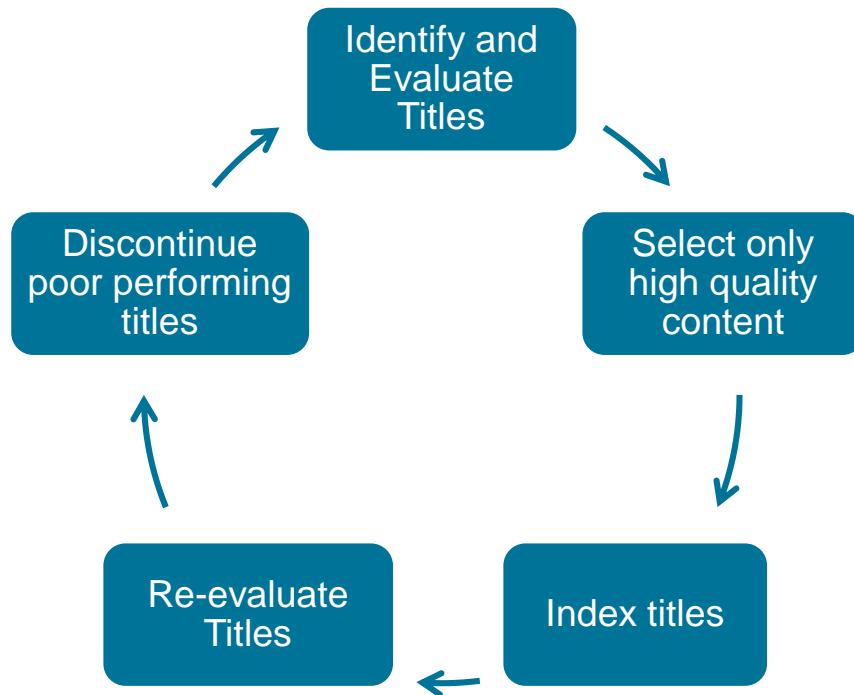 Identify and
Evaluate
Titles
Select only
high quality
content
Index titles
Re-evaluate
Titles
Discontinue
poor performing
titles